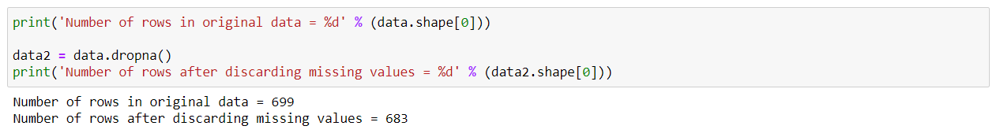 print('Number of rows in original data = %d' % (data.shape[0]))
data2 = data.dropna()
print('Number of rows after discarding missing values = %d' % (data2.shape[0]))
Number of rows in original data = 699
Number of rows after discarding missing values = 683